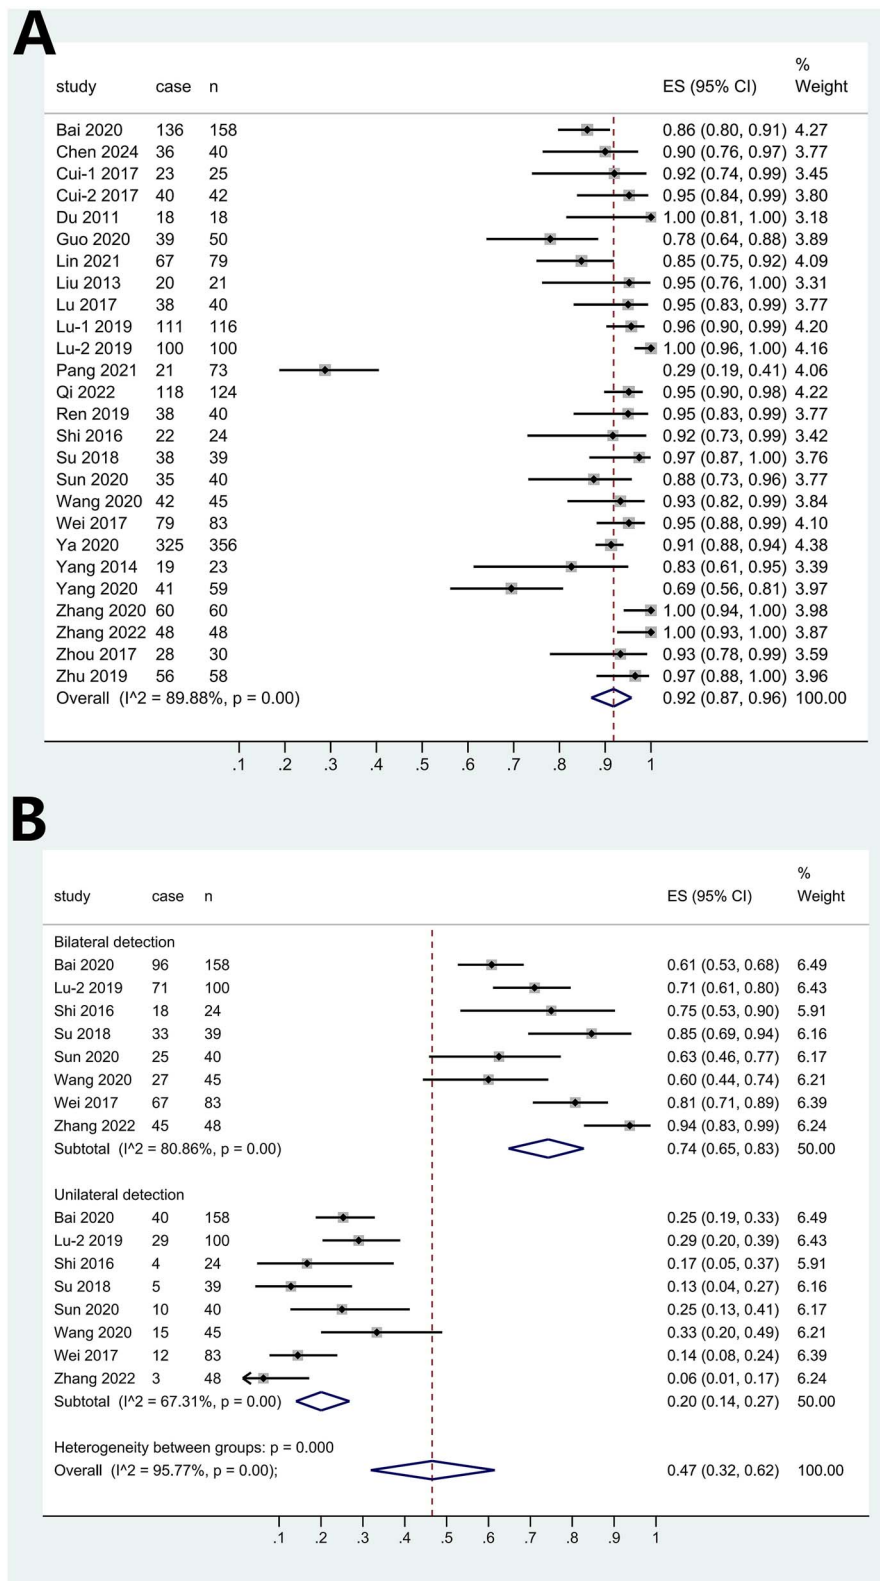 A
%
study case n ES (95% CI) Weight
Bai 2020 136 158 0.86 (0.80, 0.91) 4.27
Chen 2024 36 40 0.90 (0.76, 0.97) 3.77
Cui-1 2017 23 25 0.92 (0.74, 0.99) 3.45
Cui-2 2017 40 42 0.95 (0.84, 0.99) 3.80
Du 2011 18 18 1.00 (0.81, 1.00) 3.18
Guo 2020 39 50 0.78 (0.64, 0.88) 3.89
Lin 2021 67 79 0.85 (0.75, 0.92) 4.09
Liu 2013 20 21 0.95 (0.76, 1.00) 3.31
Lu 2017 38 40 0.95 (0.83, 0.99) 3.77
Lu-1 2019 111 116 0.96 (0.90, 0.99) 4.20
Lu-2 2019 100 100 1.00 (0.96, 1.00) 4.16
Pang 2021 21 73 0.29 (0.19, 0.41) 4.06
Qi 2022 118 124 0.95 (0.90, 0.98) 4.22
Ren 2019 38 40 0.95 (0.83, 0.99) 3.77
Shi 2016 22 24 0.92 (0.73, 0.99) 3.42
Su 2018 38 39 0.97 (0.87, 1.00) 3.76
Sun 2020 35 40 0.88 (0.73, 0.96) 3.77
Wang 2020 42 45 0.93 (0.82, 0.99) 3.84
Wei 2017 79 83 0.95 (0.88, 0.99) 4.10
Ya 2020 325 356 0.91 (0.88, 0.94) 4.38
Yang 2014 19 23 0.83 (0.61, 0.95) 3.39
Yang 2020 41 59 0.69 (0.56, 0.81) 3.97
Zhang 2020 60 60 1.00 (0.94, 1.00) 3.98
Zhang 2022 48 48 1.00 (0.93, 1.00) 3.87
Zhou 2017 28 30 0.93 (0.78, 0.99) 3.59
Zhu 2019 56 58 0.97 (0.88, 1.00) 3.96
Overall (I^2 = 89.88%, p = 0.00) 0.92 (0.87, 0.96) 100.00
.1 .2 .3 .4 .5 .6 .7 .8 .9 1
B
%
study case n ES (95% CI) Weight
Bilateral detection
Bai 2020 96 158 0.61 (0.53, 0.68) 6.49
Lu-2 2019 71 100 0.71 (0.61, 0.80) 6.43
Shi 2016 18 24 0.75 (0.53, 0.90) 5.91
Su 2018 33 39 0.85 (0.69, 0.94) 6.16
Sun 2020 25 40 0.63 (0.46, 0.77) 6.17
Wang 2020 27 45 0.60 (0.44, 0.74) 6.21
Wei 2017 67 83 0.81 (0.71, 0.89) 6.39
Zhang 2022 45 48 0.94 (0.83, 0.99) 6.24
Subtotal (I^2 = 80.86%, p = 0.00) 0.74 (0.65, 0.83) 50.00
Unilateral detection
Bai 2020 40 158 0.25 (0.19, 0.33) 6.49
Lu-2 2019 29 100 0.29 (0.20, 0.39) 6.43
Shi 2016 4 24 0.17 (0.05, 0.37) 5.91
Su 2018 5 39 0.13 (0.04, 0.27) 6.16
Sun 2020 10 40 0.25 (0.13, 0.41) 6.17
Wang 2020 15 45 0.33 (0.20, 0.49) 6.21
Wei 2017 12 83 0.14 (0.08, 0.24) 6.39
Zhang 2022 3 48 0.06 (0.01, 0.17) 6.24
Subtotal (I^2 = 67.31%, p = 0.00) 0.20 (0.14, 0.27) 50.00
Heterogeneity between groups: p = 0.000
Overall (I^2 = 95.77%, p = 0.00); 0.47 (0.32, 0.62) 100.00
.1 .2 .3 .4 .5 .6 .7 .8 .9 1